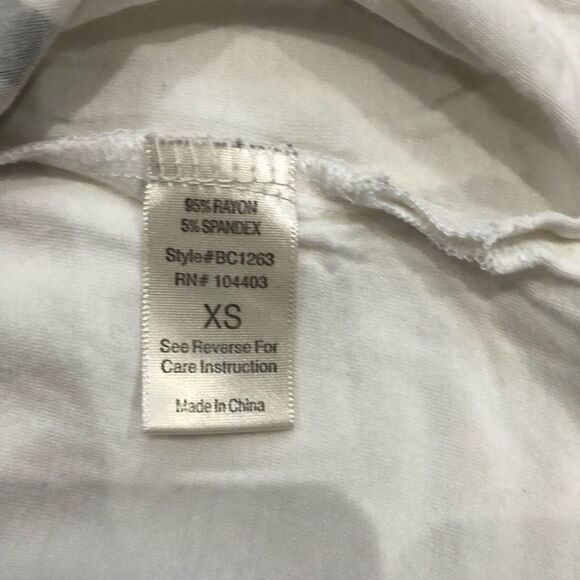 95% RAYON
5% SPANDEX
Style#BC1263
RN# 104403
XS
See Reverse For
Care Instruction
Made In China